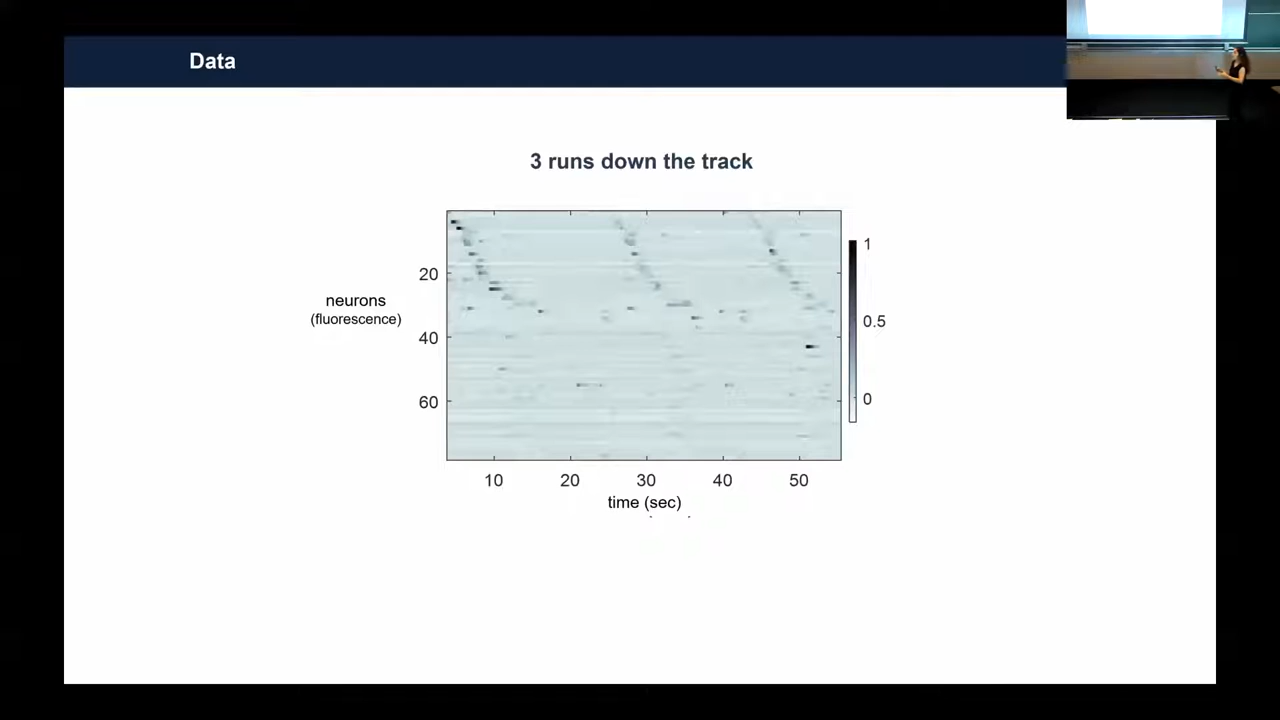 Data
3 runs down the track
1
20
0.5
neurons
(fluorescence)
40
0
60
10 20 30 40 50
time (sec)